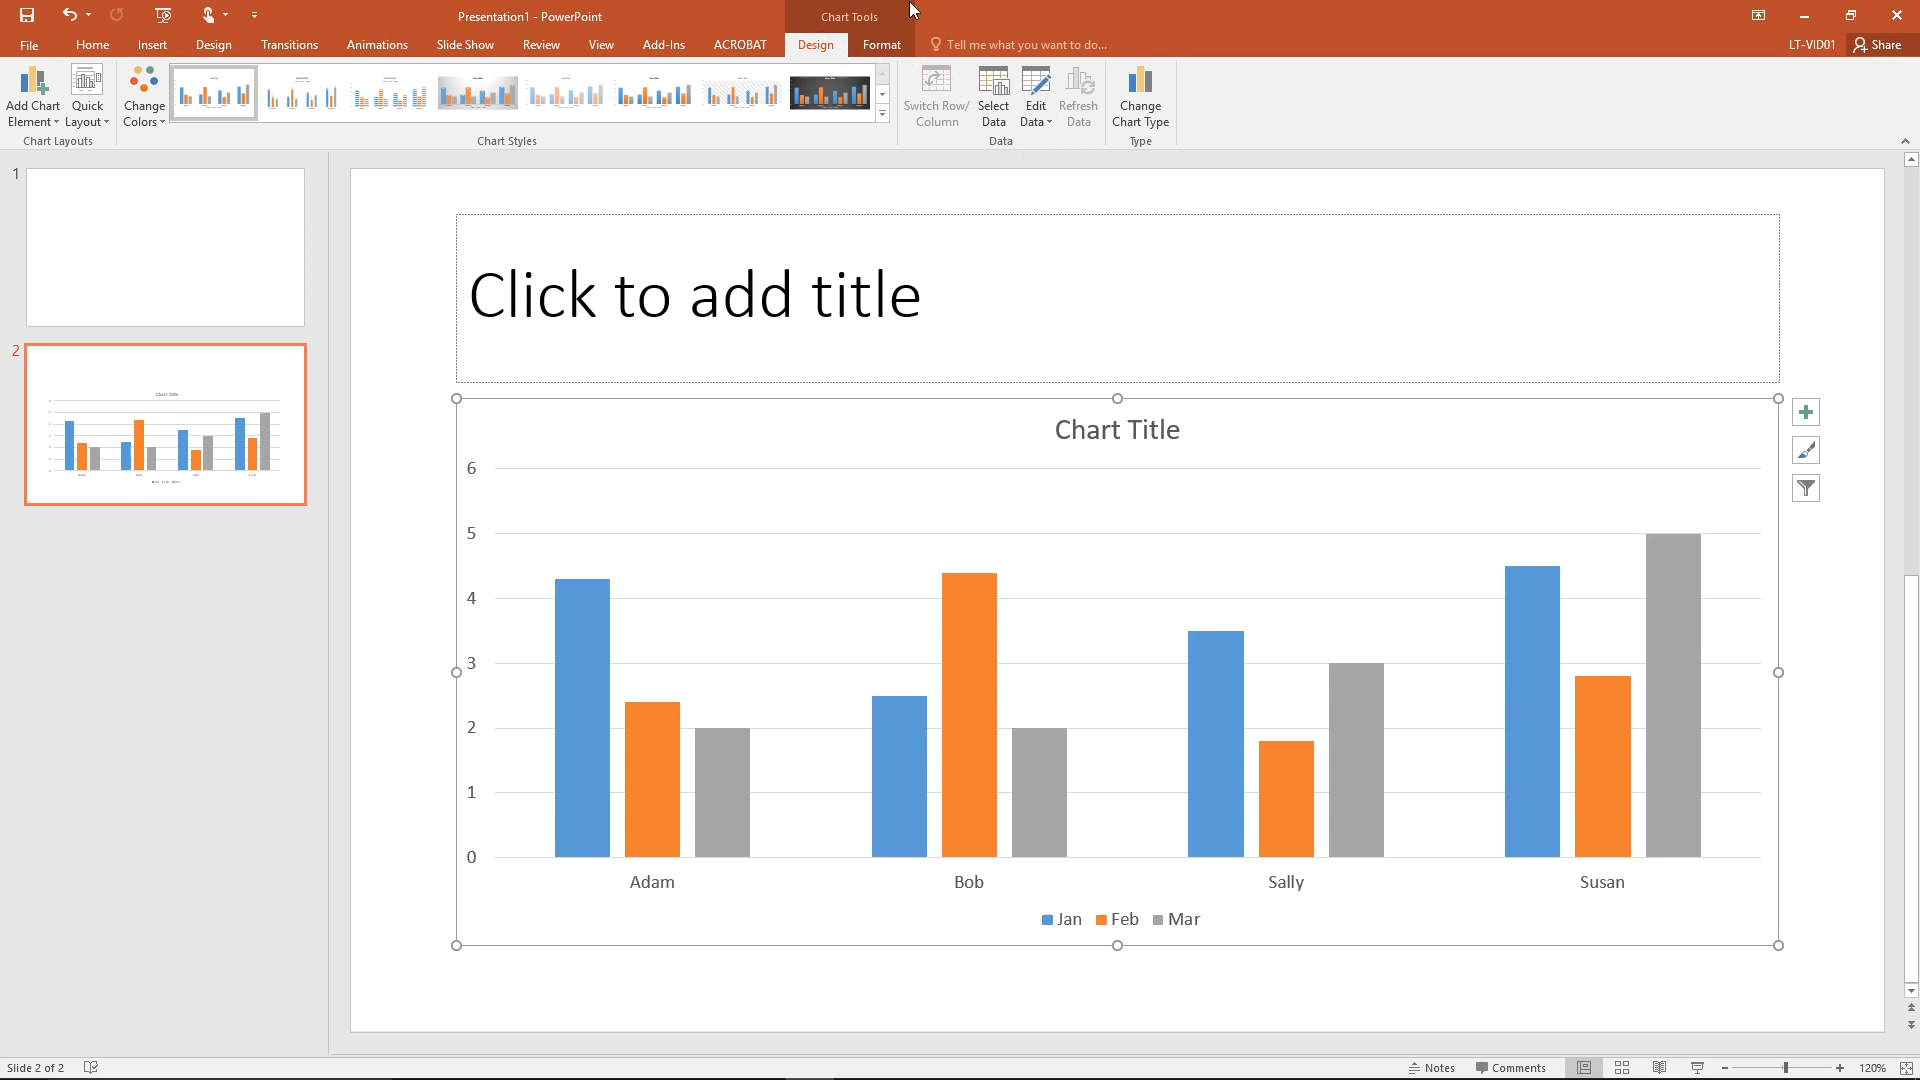 Presentation1 - PowerPoint
Chart Tools
File Home Insert Design Transitions Animations Slide Show Review View Add-Ins ACROBAT Design Format Tell me what you want to do... LT-VID01 Share
Add Chart Element
Quick Layout
Change Colors
Switch Row/ Column
Select Data
Edit Data
Refresh Data
Change Chart Type
Chart Layouts
Chart Styles
Data
Type
1
2
Click to add title
Chart Title
6
5
4
3
2
1
0
Adam Bob Sally Susan
Jan Feb Mar
Slide 2 of 2
Notes
Comments
120%